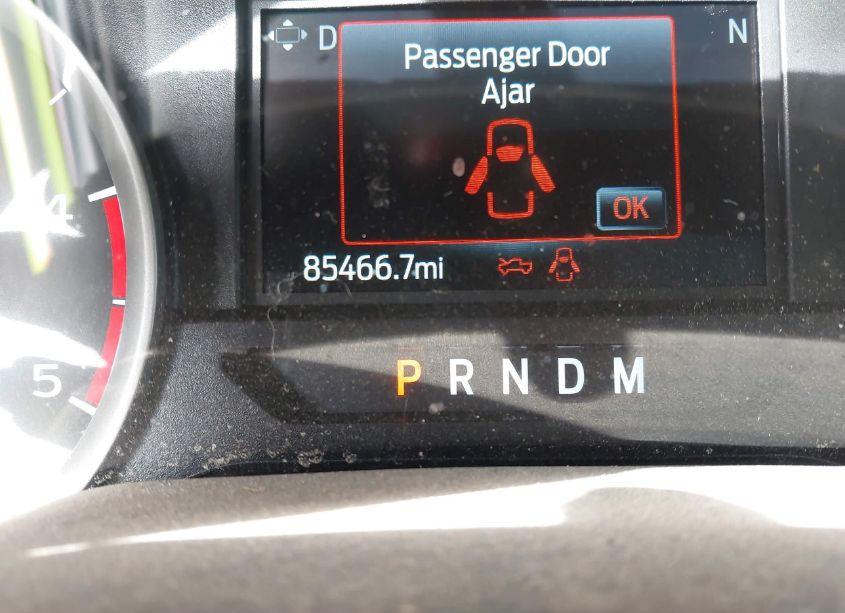 D
N
Passenger Door
Ajar
OK
85466.7mi
4
5
P R N D M